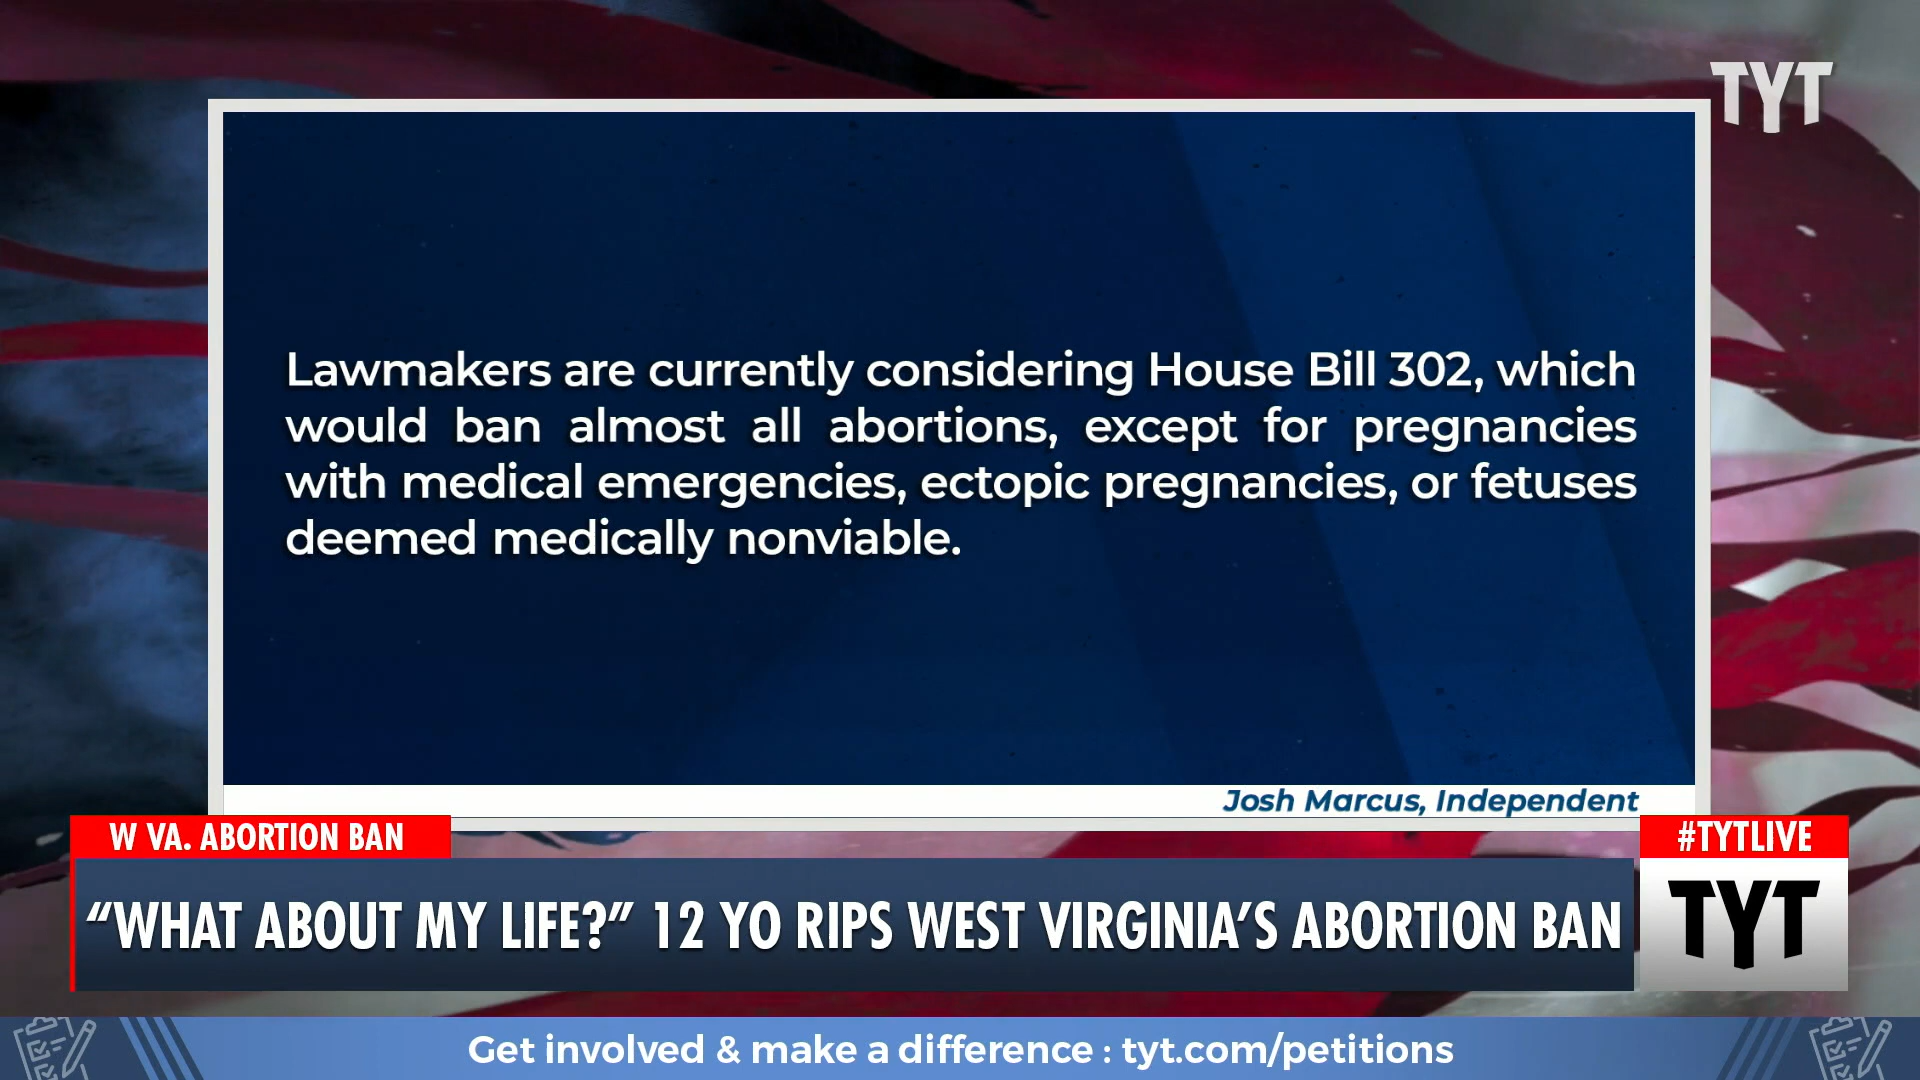 TYT
Lawmakers are currently considering House Bill 302, which
would ban almost all abortions, except for pregnancies
with medical emergencies, ectopic pregnancies, or fetuses
deemed medically nonviable.
Josh Marcus, Independent
W VA. ABORTION BAN
#TYTLIVE
“WHAT ABOUT MY LIFE?” 12 YO RIPS WEST VIRGINIA’S ABORTION BAN
TYT
Get involved & make a difference : tyt.com/petitions